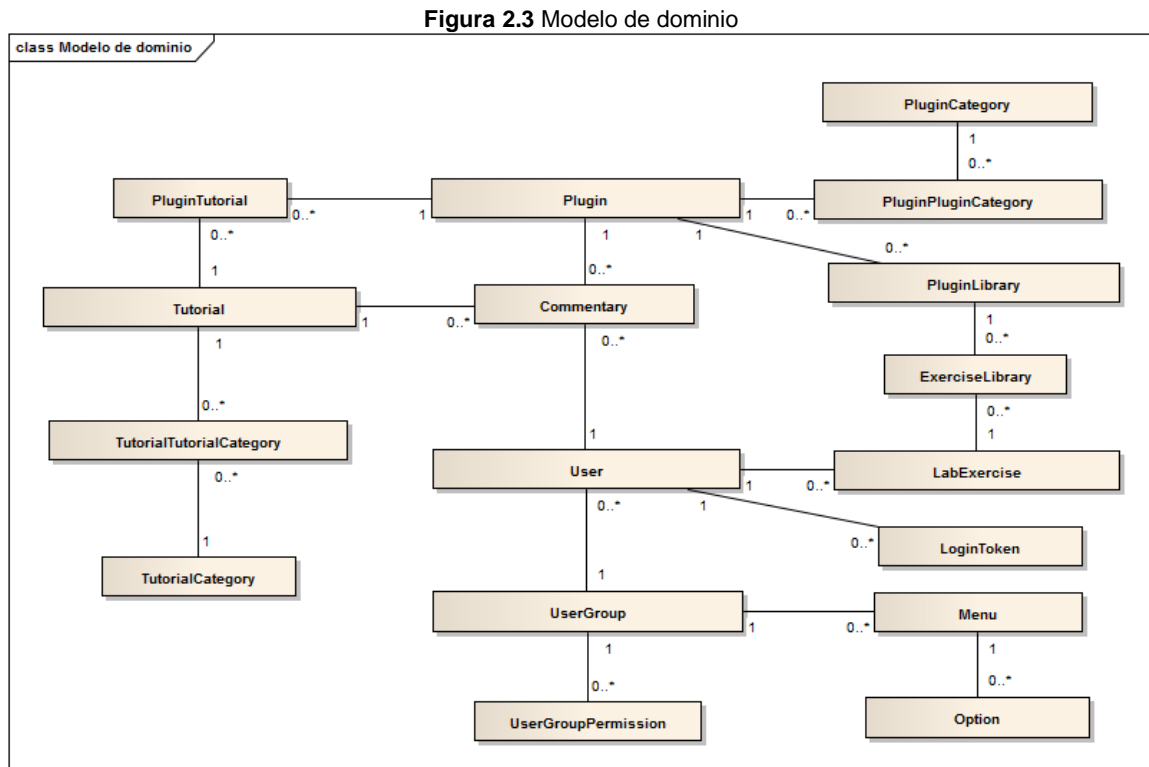 Figura 2.3 Modelo de dominio
class Modelo de dominio
PluginCategory
1
0..*
PluginTutorial
0..*
1
Plugin
1
0..*
PluginPluginCategory
0..*
1
1
1
0..*
0..*
PluginLibrary
1
0..*
Tutorial
1
0..*
Commentary
1
0..*
0..*
ExerciseLibrary
0..*
1
1
0..*
TutorialTutorialCategory
0..*
1
User
1
0..*
LabExercise
0..*
1
0..*
LoginToken
1
TutorialCategory
1
UserGroup
1
0..*
Menu
1
0..*
1
0..*
UserGroupPermission
Option